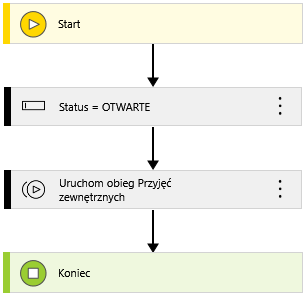 Start
Status = OTWARTE
Uruchom obieg Przyjęć
zewnętrznych
Koniec